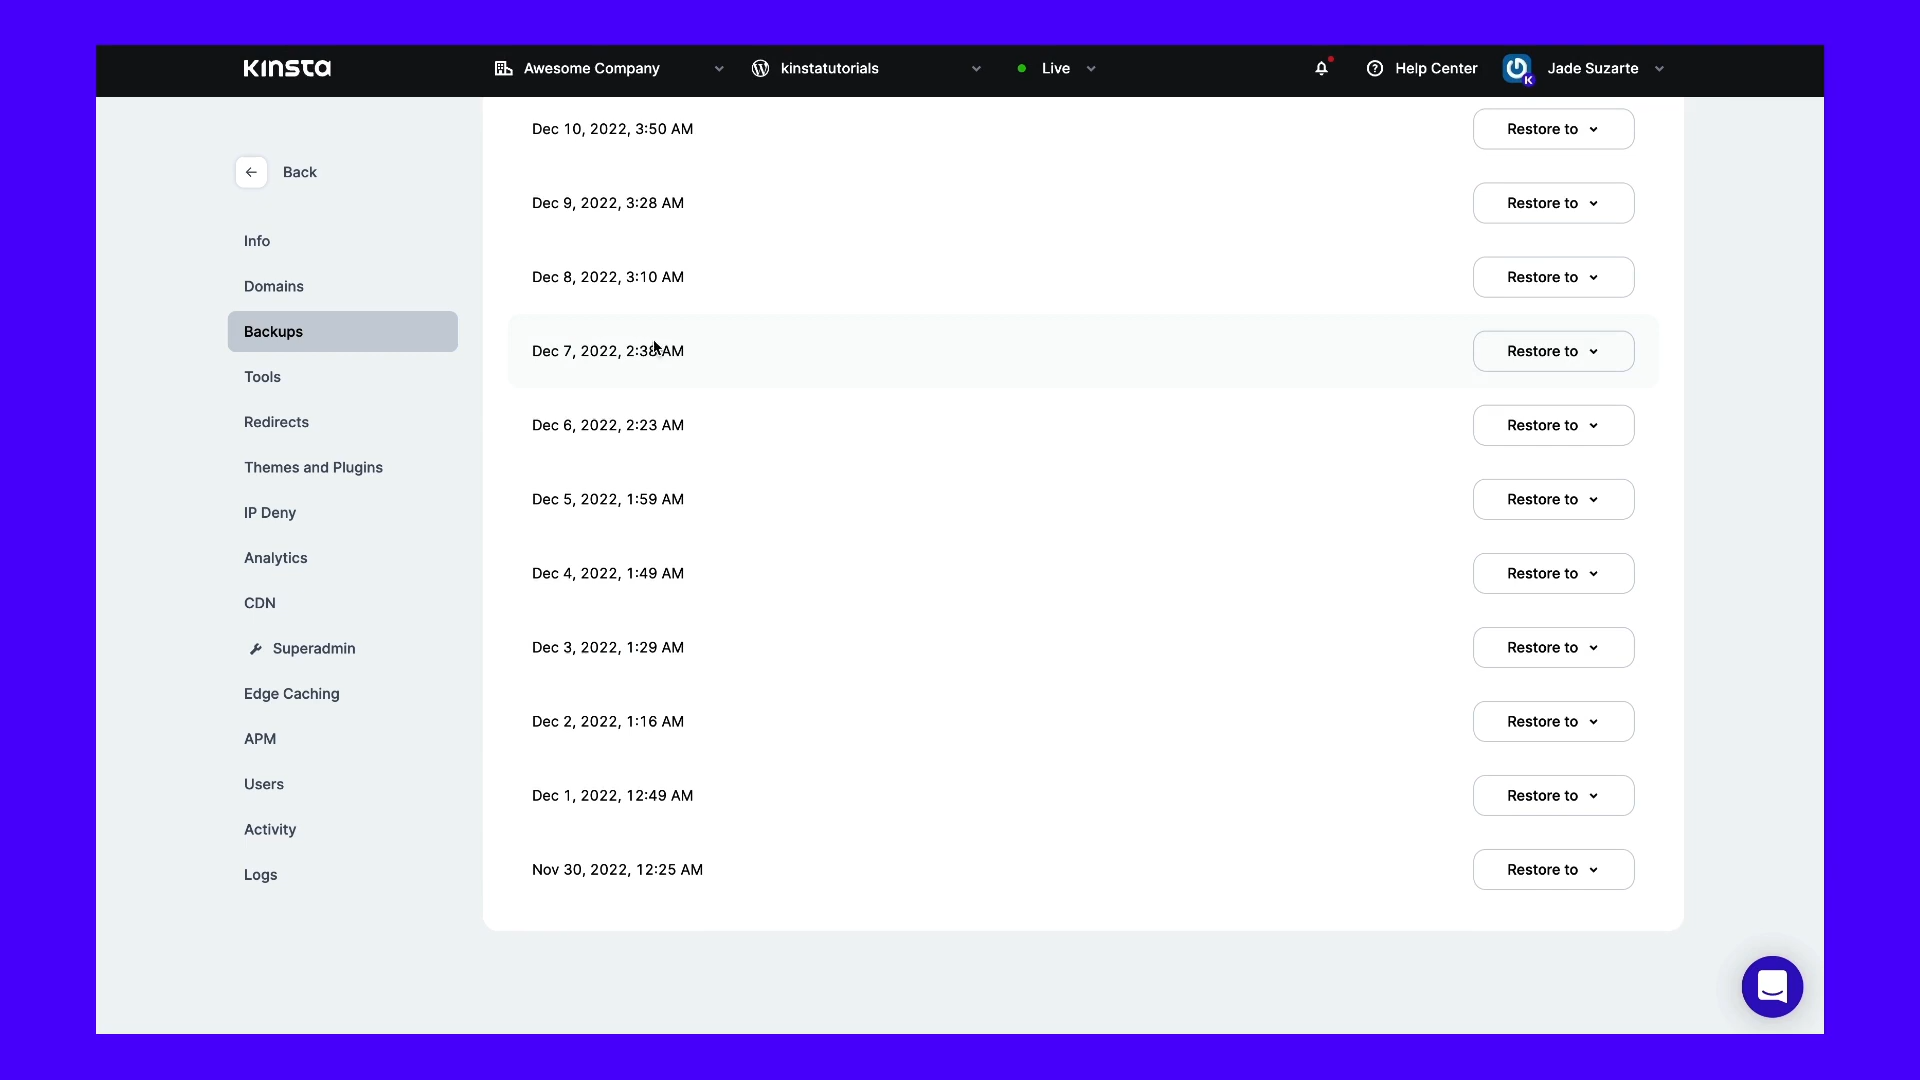 KINSTA Awesome Company kinstatutorials Live Help Center Jade Suzarte
Back
Info
Domains
Backups
Tools
Redirects
Themes and Plugins
IP Deny
Analytics
CDN
Superadmin
Edge Caching
APM
Users
Activity
Logs
Dec 10, 2022, 3:50 AM Restore to
Dec 9, 2022, 3:28 AM Restore to
Dec 8, 2022, 3:10 AM Restore to
Dec 7, 2022, 2:38 AM Restore to
Dec 6, 2022, 2:23 AM Restore to
Dec 5, 2022, 1:59 AM Restore to
Dec 4, 2022, 1:49 AM Restore to
Dec 3, 2022, 1:29 AM Restore to
Dec 2, 2022, 1:16 AM Restore to
Dec 1, 2022, 12:49 AM Restore to
Nov 30, 2022, 12:25 AM Restore to